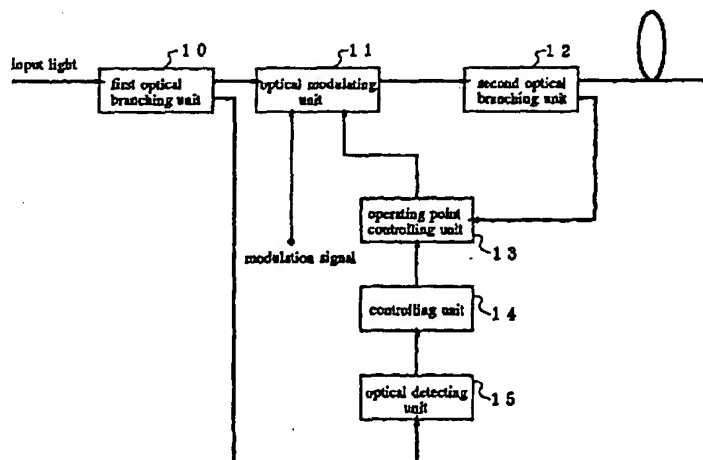 10
11
12
Input light
first optical
branching unit
optical modulating
unit
second optical
branching unit
operating point
controlling unit
13
modulation signal
controlling unit
14
optical detecting
unit
15